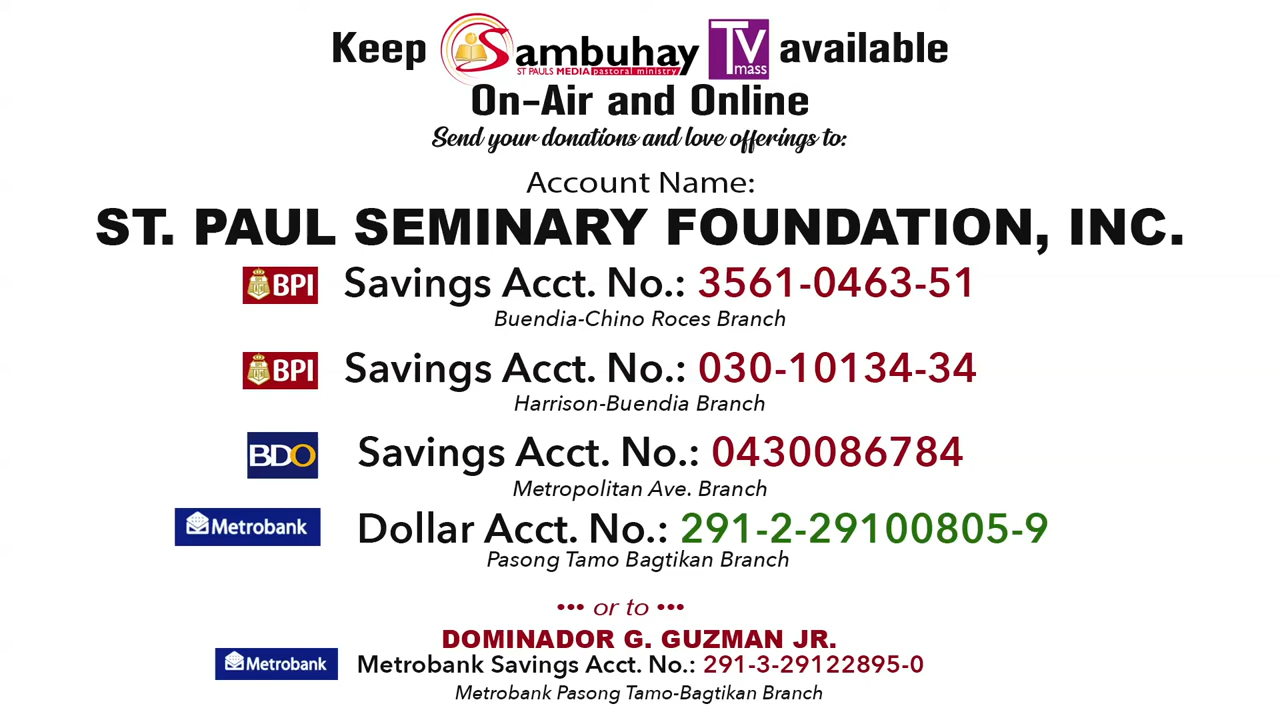 Keep Sambuhay TV mass available
ST PAULS MEDIA pastoral ministry
On-Air and Online
Send your donations and love offerings to:
Account Name:
ST. PAUL SEMINARY FOUNDATION, INC.
BPI Savings Acct. No.: 3561-0463-51
Buendia-Chino Roces Branch
BPI Savings Acct. No.: 030-10134-34
Harrison-Buendia Branch
BDO Savings Acct. No.: 0430086784
Metropolitan Ave. Branch
Metrobank Dollar Acct. No.: 291-2-29100805-9
Pasong Tamo Bagtikan Branch
••• or to •••
DOMINADOR G. GUZMAN JR.
Metrobank Metrobank Savings Acct. No.: 291-3-29122895-0
Metrobank Pasong Tamo-Bagtikan Branch